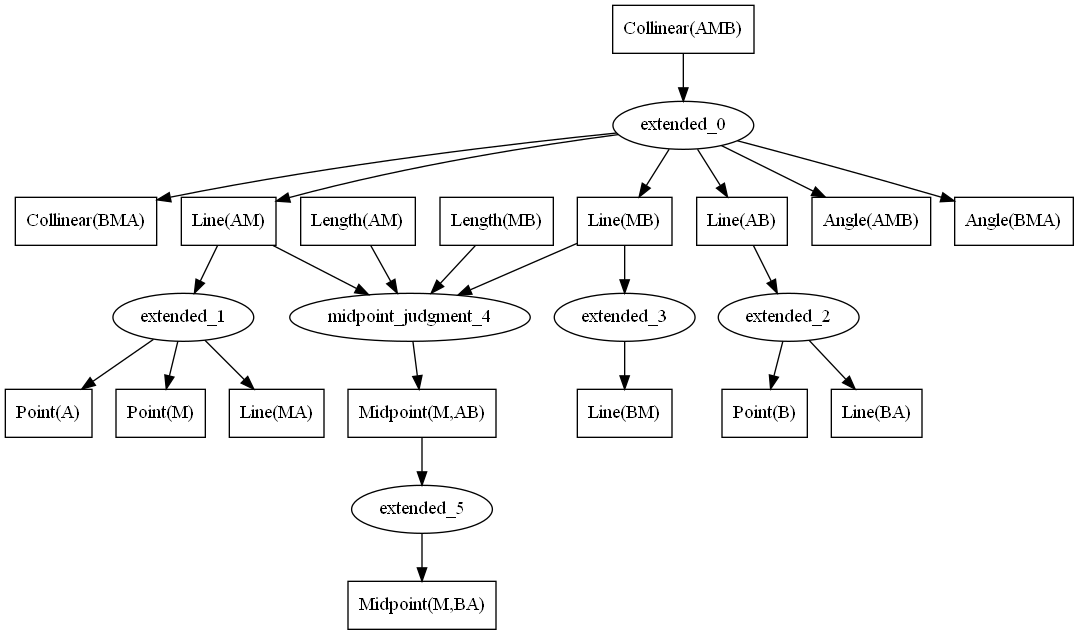 Collinear(AMB)
extended_0
Collinear(BMA)
Line(AM)
Length(AM)
Length(MB)
Line(MB)
Line(AB)
Angle(AMB)
Angle(BMA)
extended_1
midpoint_judgment_4
extended_3
extended_2
Point(A)
Point(M)
Line(MA)
Midpoint(M,AB)
Line(BM)
Point(B)
Line(BA)
extended_5
Midpoint(M,BA)